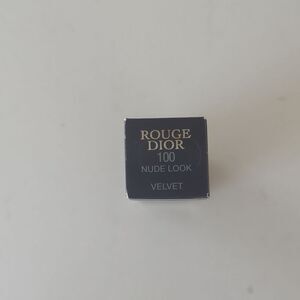 ROUGE
DIOR
100
NUDE LOOK
VELVET